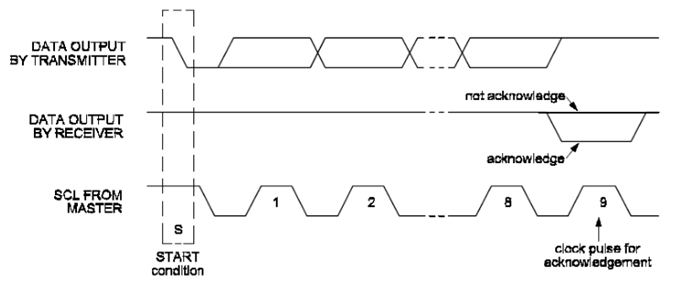 DATA OUTPUT
BY TRANSMITTER
not acknowledge
DATA OUTPUT
BY RECEIVER
acknowledge
SCL FROM
MASTER
1
2
8
9
S
START
condition
clock pulse for
acknowledgement